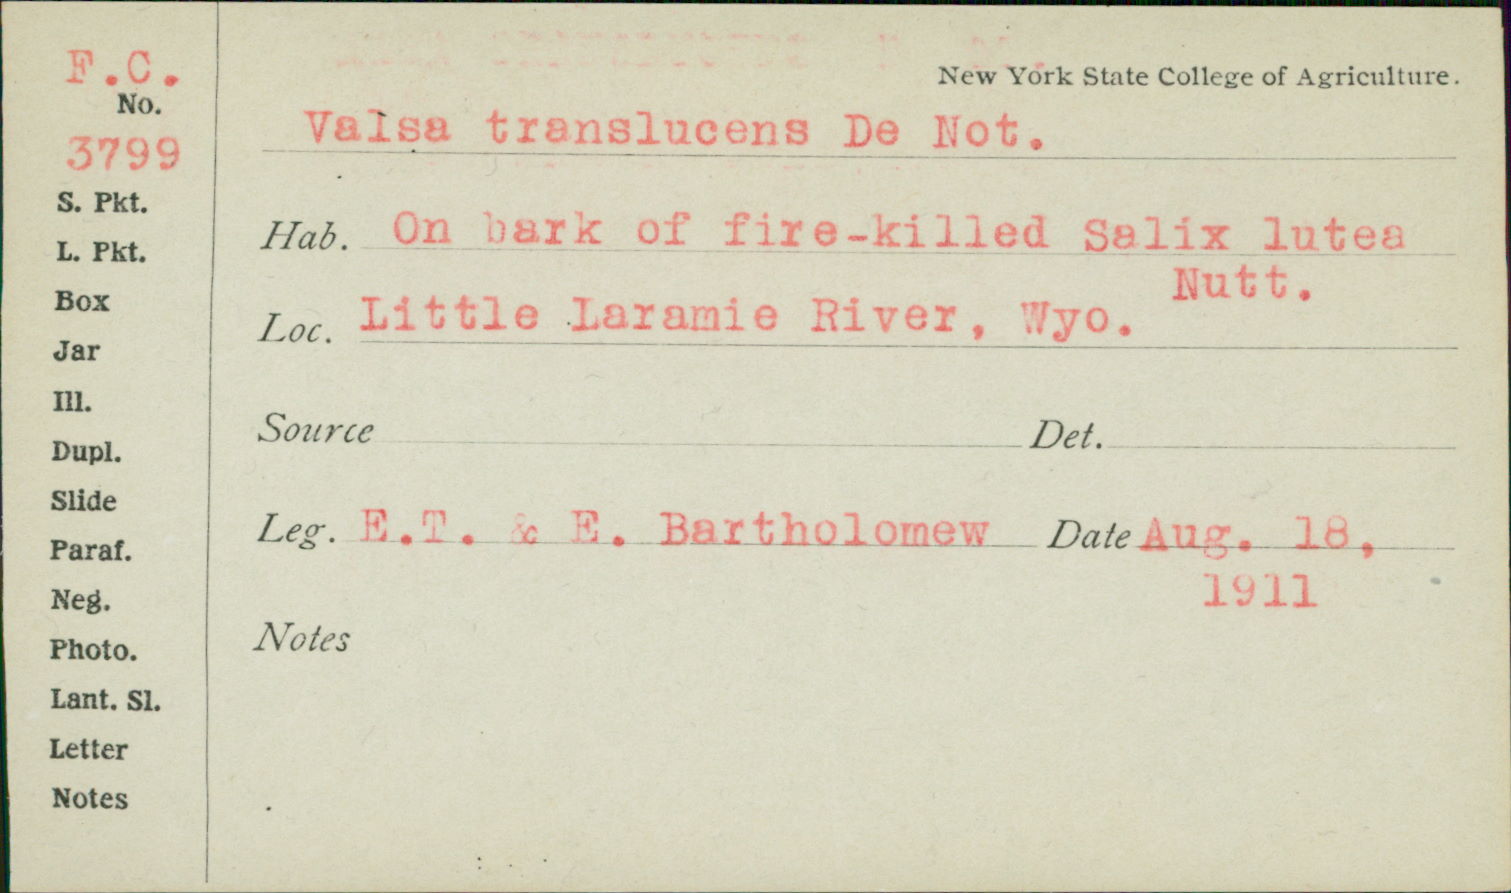 F.C.
No.
3799
S. Pkt.
L. Pkt.
Box
Jar
Ill.
Dupl.
Slide
Paraf.
Neg.
Photo.
Lant. Sl.
Letter
Notes
New York State College of Agriculture.
Valsa translucens De Not.
Hab. On bark of fire-killed Salix lutea
Nutt.
Loc. Little Laramie River, Wyo.
Source Det.
Leg. E.T. & E. Bartholomew Date Aug. 18,
1911
Notes